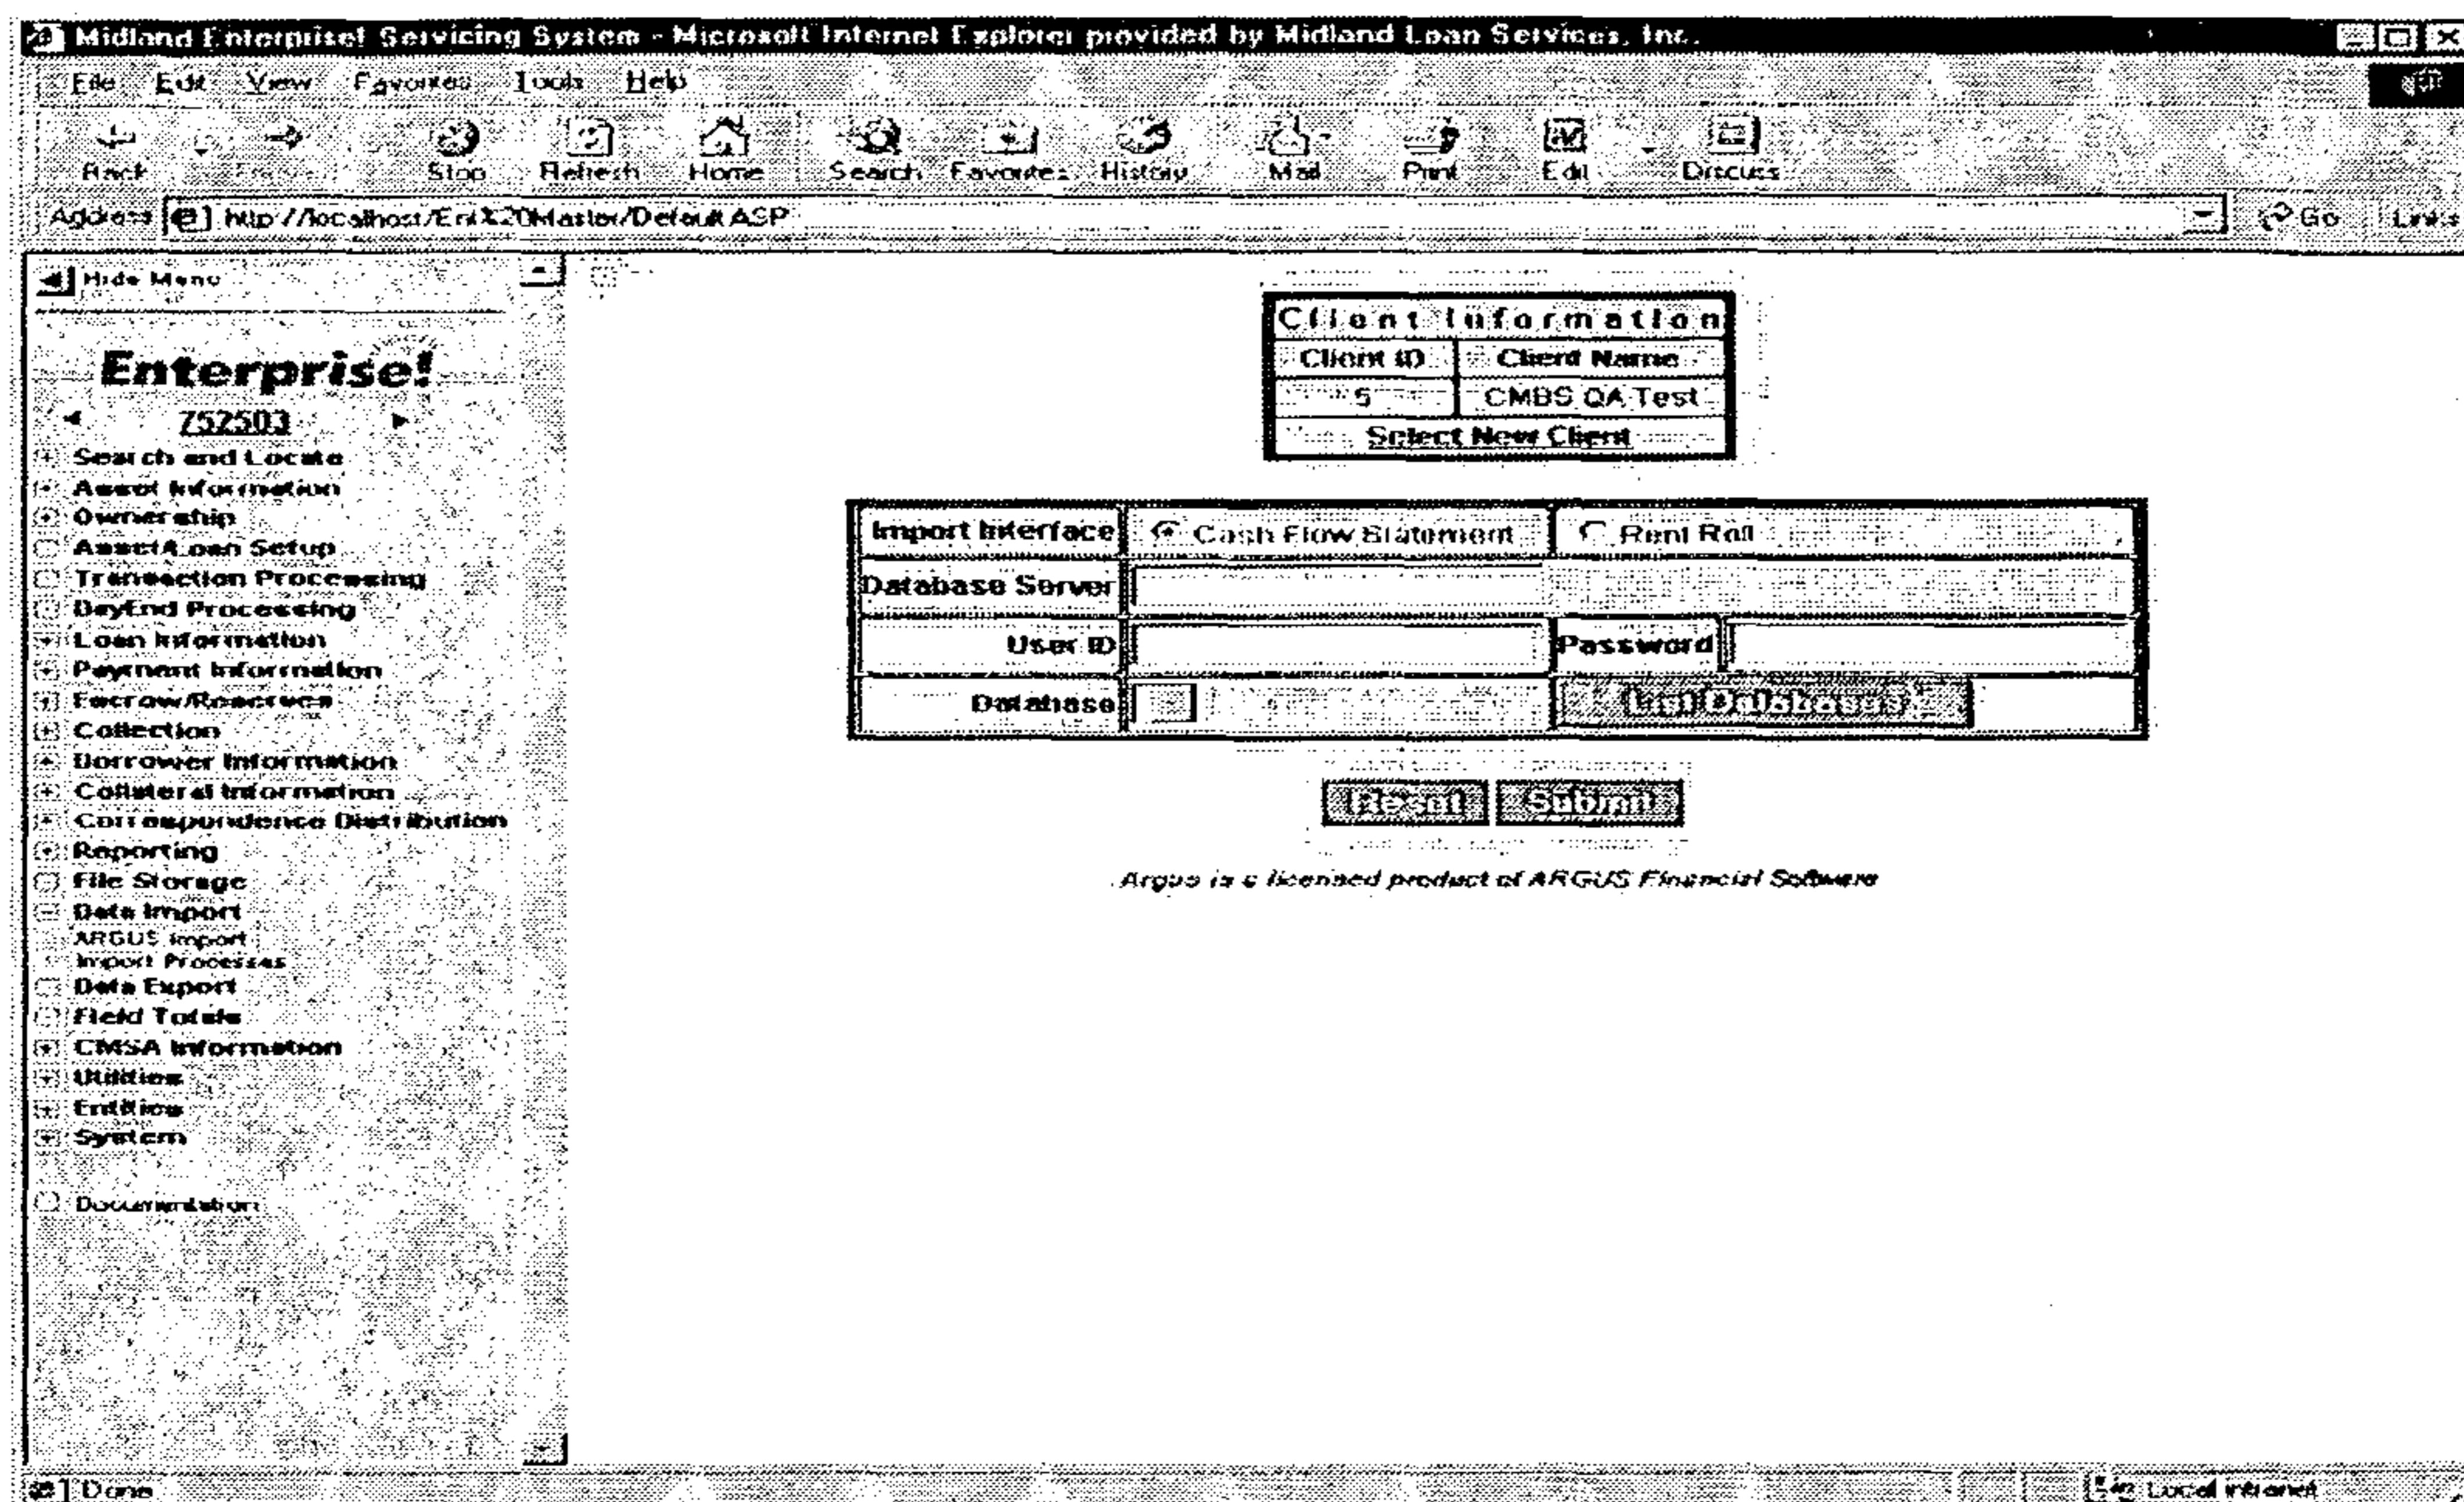 Midland Enterprise! Servicing System - Microsoft Internet Explorer provided by Midland Loan Services, Inc.
File Edit View Favorites Tools Help
Back Stop Refresh Home Search Favorites History Mail Print Edit Discuss
Address http://localhost/Ent%20Master/Default.ASP Go Links
Hide Menu
Enterprise!
752503
Search and Locate
Asset Information
Ownership
Asset/Loan Setup
Transaction Processing
DayEnd Processing
Loan Information
Payment Information
Escrow/Reserves
Collection
Borrower Information
Collateral Information
Correspondence Distribution
Reporting
File Storage
Data Import
ARGUS Import
Import Processes
Data Export
Field Totals
CMSA Information
Utilities
Entities
System
Documentation
Client Information
Client ID Client Name
5 CMBS QA Test
Select New Client
Import Interface Cash Flow Statement Rent Roll
Database Server
User ID Password
Database List Databases
Reset Submit
Argus is a licensed product of ARGUS Financial Software
Done Local intranet